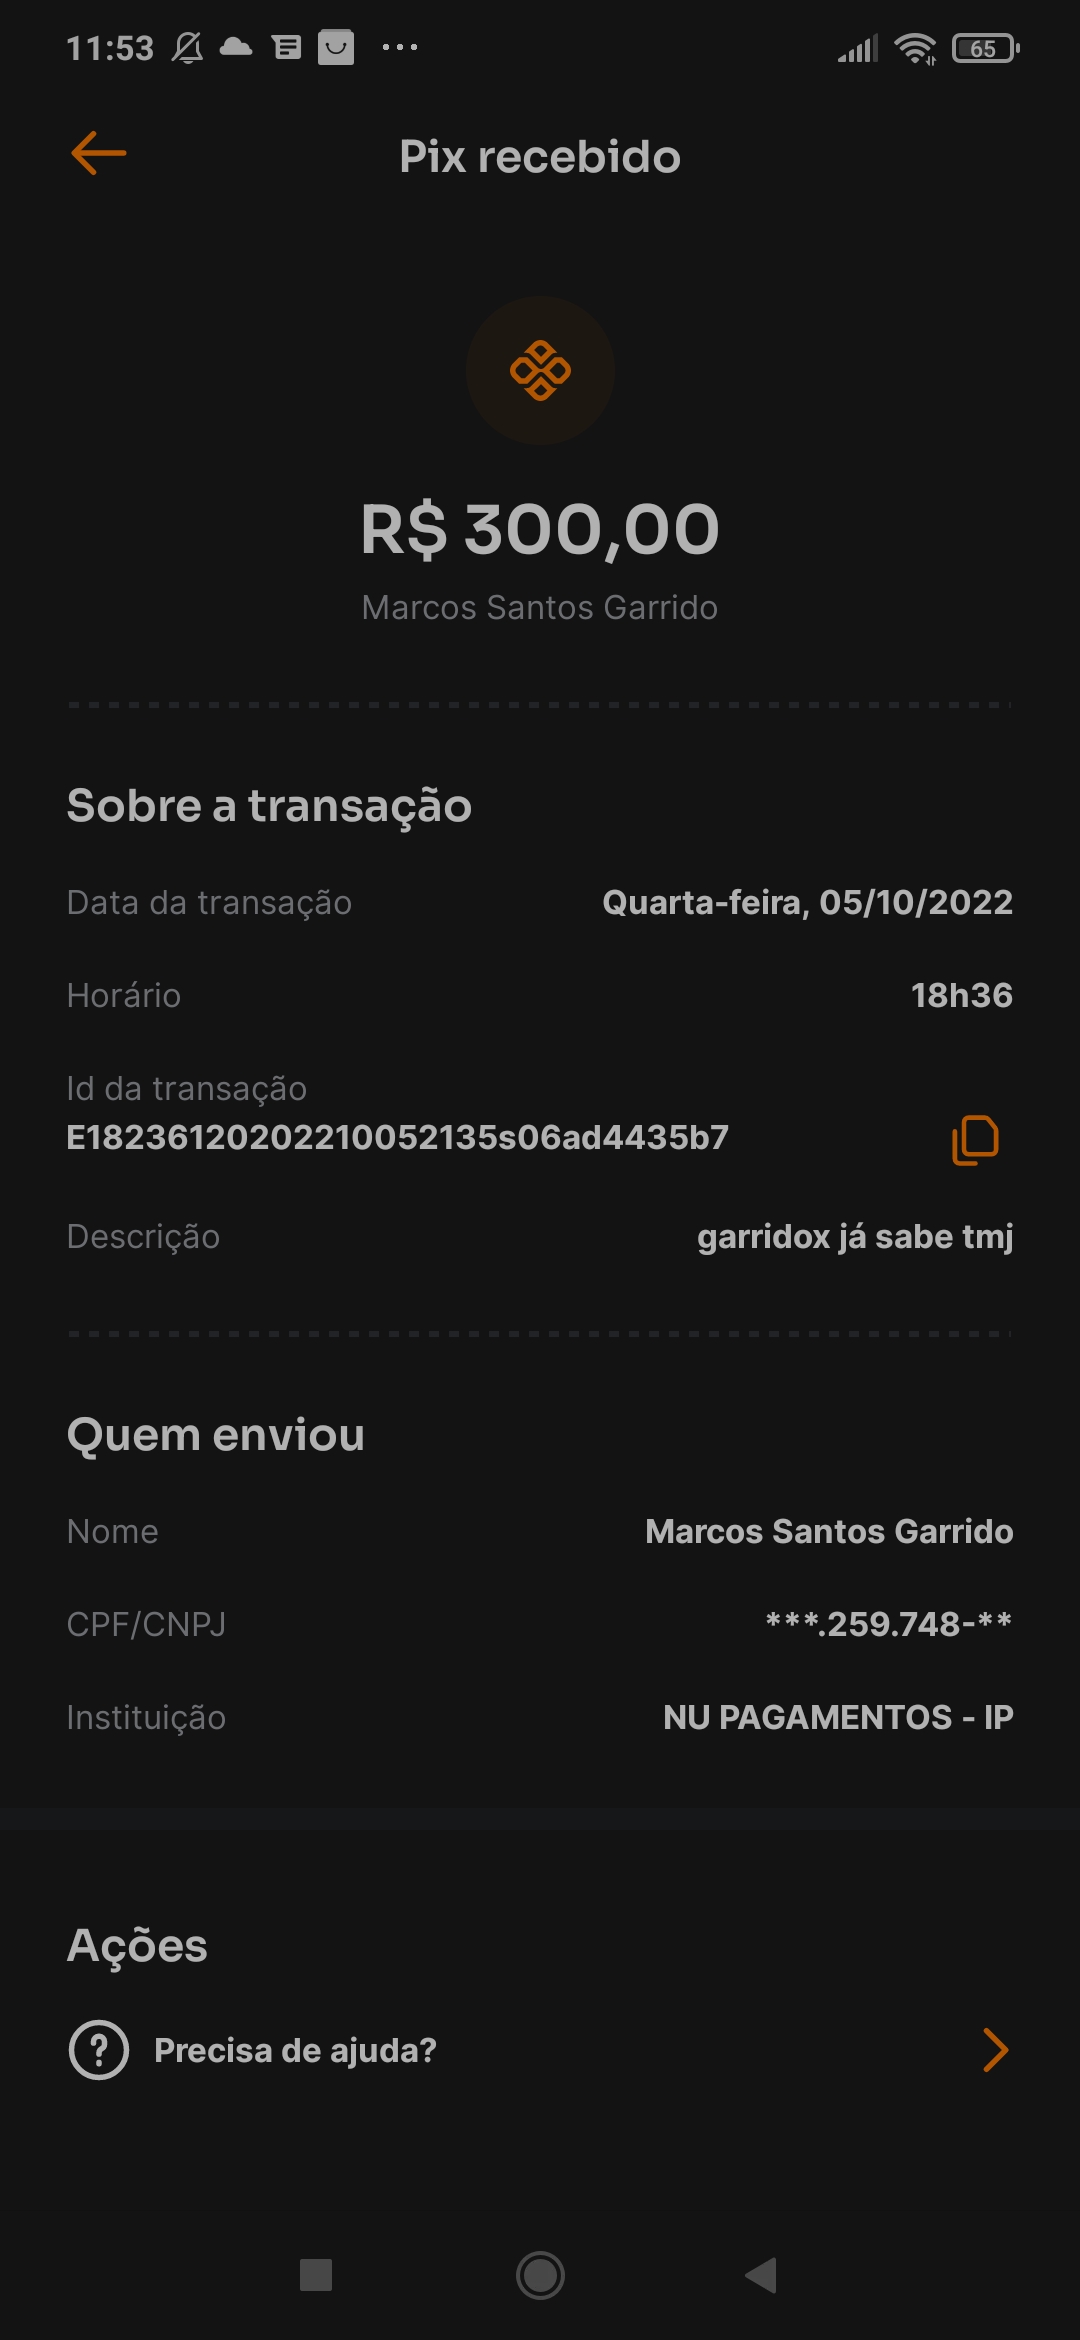 11:53
65
Pix recebido
R$ 300,00
Marcos Santos Garrido
Sobre a transação
Data da transação Quarta-feira, 05/10/2022
Horário 18h36
Id da transação
E18236120202210052135s06ad4435b7
Descrição garridox já sabe tmj
Quem enviou
Nome Marcos Santos Garrido
CPF/CNPJ ***.259.748-**
Instituição NU PAGAMENTOS - IP
Ações
Precisa de ajuda?